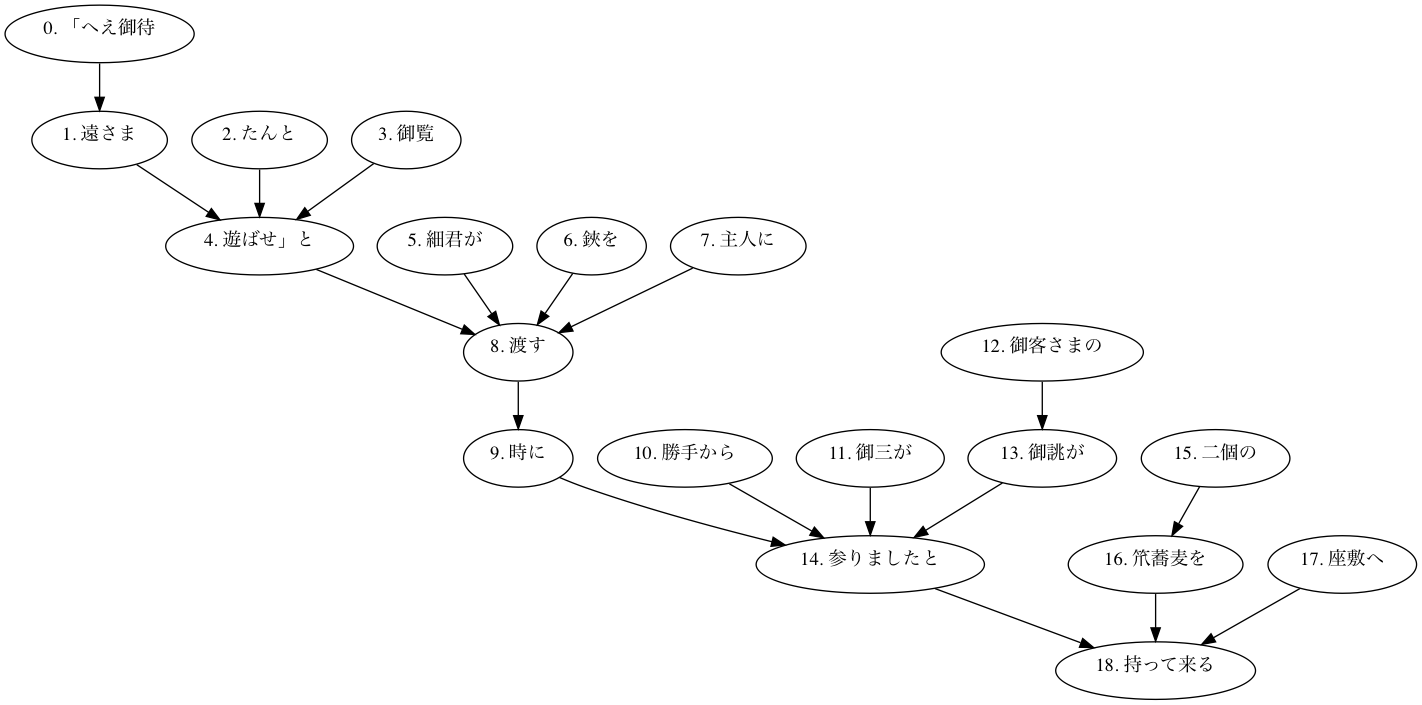 0. 「へえ御待
1. 遠さま
2. たんと
3. 御覧
4. 遊ばせ」と
5. 細君が
6. 鋏を
7. 主人に
8. 渡す
9. 時に
10. 勝手から
11. 御三が
12. 御客さまの
13. 御誂が
14. 参りましたと
15. 二個の
16. 笊蕎麦を
17. 座敷へ
18. 持って来る